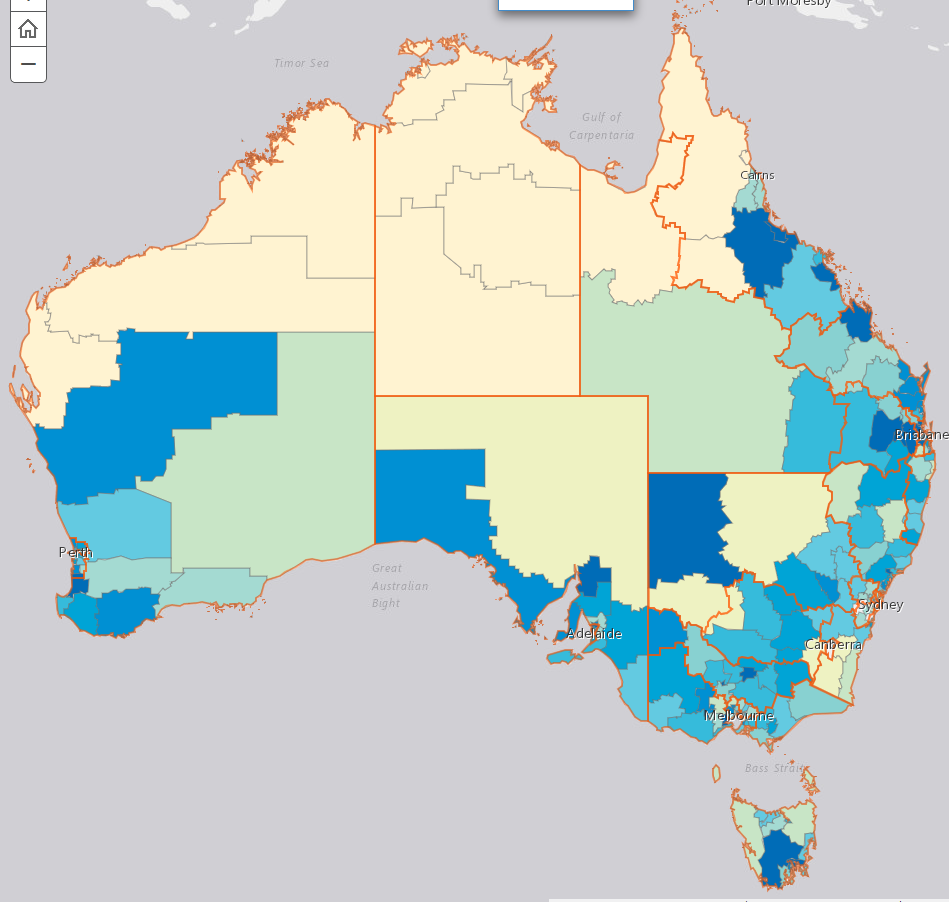 Port Moresby
Timor Sea
Gulf of
Carpentaria
Cairns
Brisbane
Perth
Great
Australian
Bight
Adelaide
Sydney
Canberra
Melbourne
Bass Strait